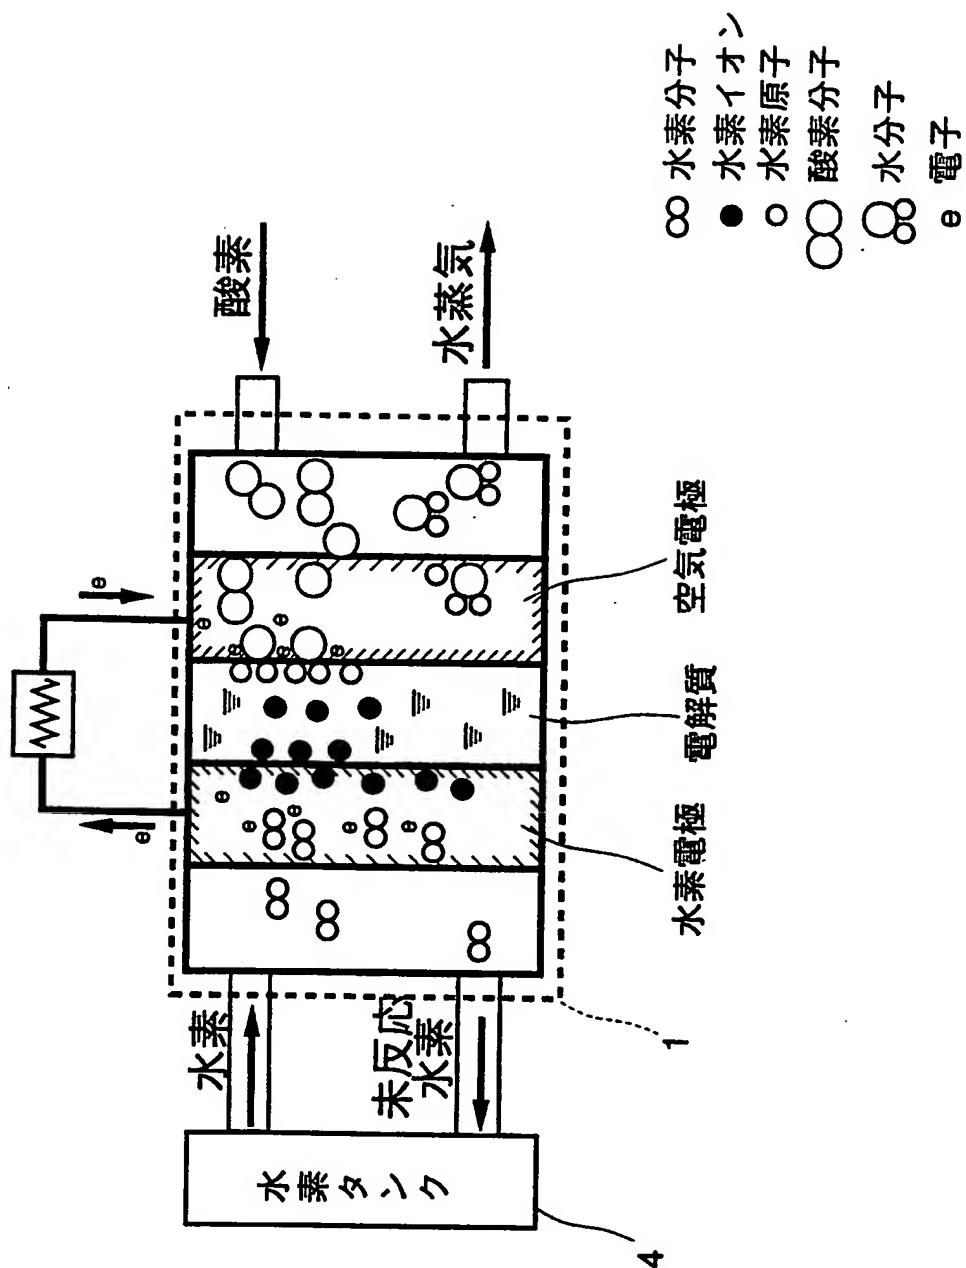 水素タンク
4
水素
未反応
水素
1
水素電極
電解質
空気電極
酸素
水蒸気
e
e
e
e
e
e
e
e
e
e
e
e
水素分子
水素イオン
水素原子
酸素分子
水分子
e 電子